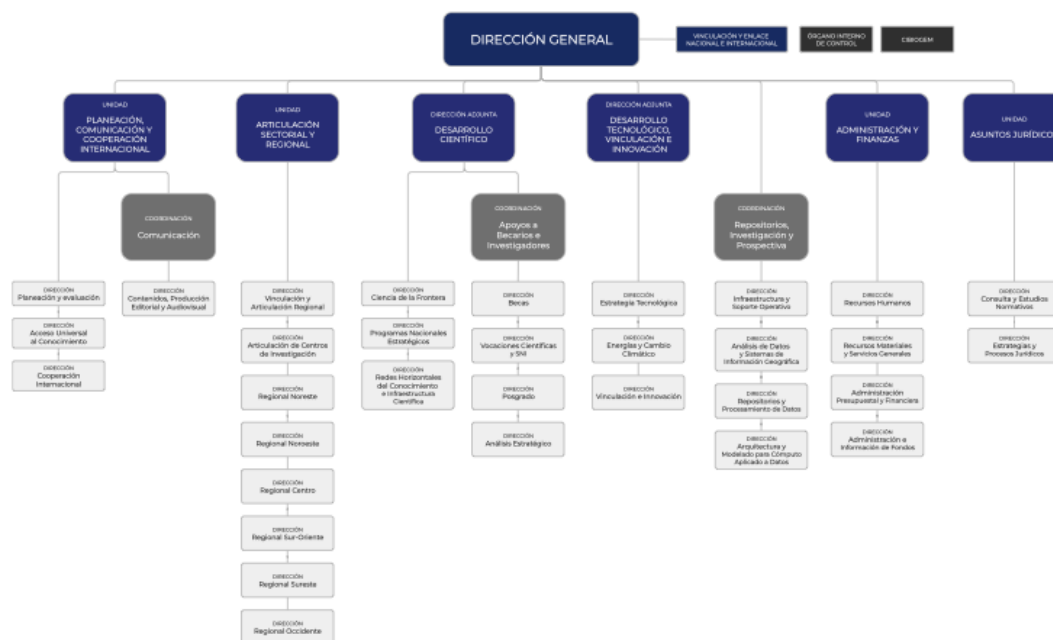 DIRECCIÓN GENERAL
VINCULACIÓN Y ENLACE
NACIONAL E INTERNACIONAL
ÓRGANO INTERNO
DE CONTROL
CIBIOGEM
UNIDAD
PLANEACIÓN,
COMUNICACIÓN Y
COOPERACIÓN
INTERNACIONAL
UNIDAD
ARTICULACIÓN
SECTORIAL Y
REGIONAL
DIRECCIÓN ADJUNTA
DESARROLLO
CIENTÍFICO
DIRECCIÓN ADJUNTA
DESARROLLO
TECNOLÓGICO,
VINCULACIÓN E
INNOVACIÓN
UNIDAD
ADMINISTRACIÓN Y
FINANZAS
UNIDAD
ASUNTOS JURÍDICO
COORDINACIÓN
Comunicación
COORDINACIÓN
Apoyos a
Becarios e
Investigadores
COORDINACIÓN
Repositorios,
Investigación y
Prospectiva
DIRECCIÓN
Planeación y evaluación
DIRECCIÓN
Acceso Universal
al Conocimiento
DIRECCIÓN
Cooperación
Internacional
DIRECCIÓN
Contenidos, Producción
Editorial y Audiovisual
DIRECCIÓN
Vinculación y
Articulación Regional
DIRECCIÓN
Articulación de Centros
de Investigación
DIRECCIÓN
Regional Noreste
DIRECCIÓN
Regional Noroeste
DIRECCIÓN
Regional Centro
DIRECCIÓN
Regional Sur-Oriente
DIRECCIÓN
Regional Sureste
DIRECCIÓN
Regional Occidente
DIRECCIÓN
Ciencia de la Frontera
DIRECCIÓN
Programas Nacionales
Estratégicos
DIRECCIÓN
Redes Horizontales
del Conocimiento
e Infraestructura
Científica
DIRECCIÓN
Becas
DIRECCIÓN
Vocaciones Científicas
y SNI
DIRECCIÓN
Posgrado
DIRECCIÓN
Análisis Estratégico
DIRECCIÓN
Estrategia Tecnológica
DIRECCIÓN
Energías y Cambio
Climático
DIRECCIÓN
Vinculación e Innovación
DIRECCIÓN
Infraestructura y
Soporte Operativo
DIRECCIÓN
Análisis de Datos
y Sistemas de
Información Geográfica
DIRECCIÓN
Repositorios y
Procesamiento de Datos
DIRECCIÓN
Arquitectura y
Modelado para Cómputo
Aplicado a Datos
DIRECCIÓN
Recursos Humanos
DIRECCIÓN
Recursos Materiales
y Servicios Generales
DIRECCIÓN
Administración
Presupuestal y Financiera
DIRECCIÓN
Administración e
Información de Fondos
DIRECCIÓN
Consulta y Estudios
Normativos
DIRECCIÓN
Estrategias y
Procesos Jurídicos